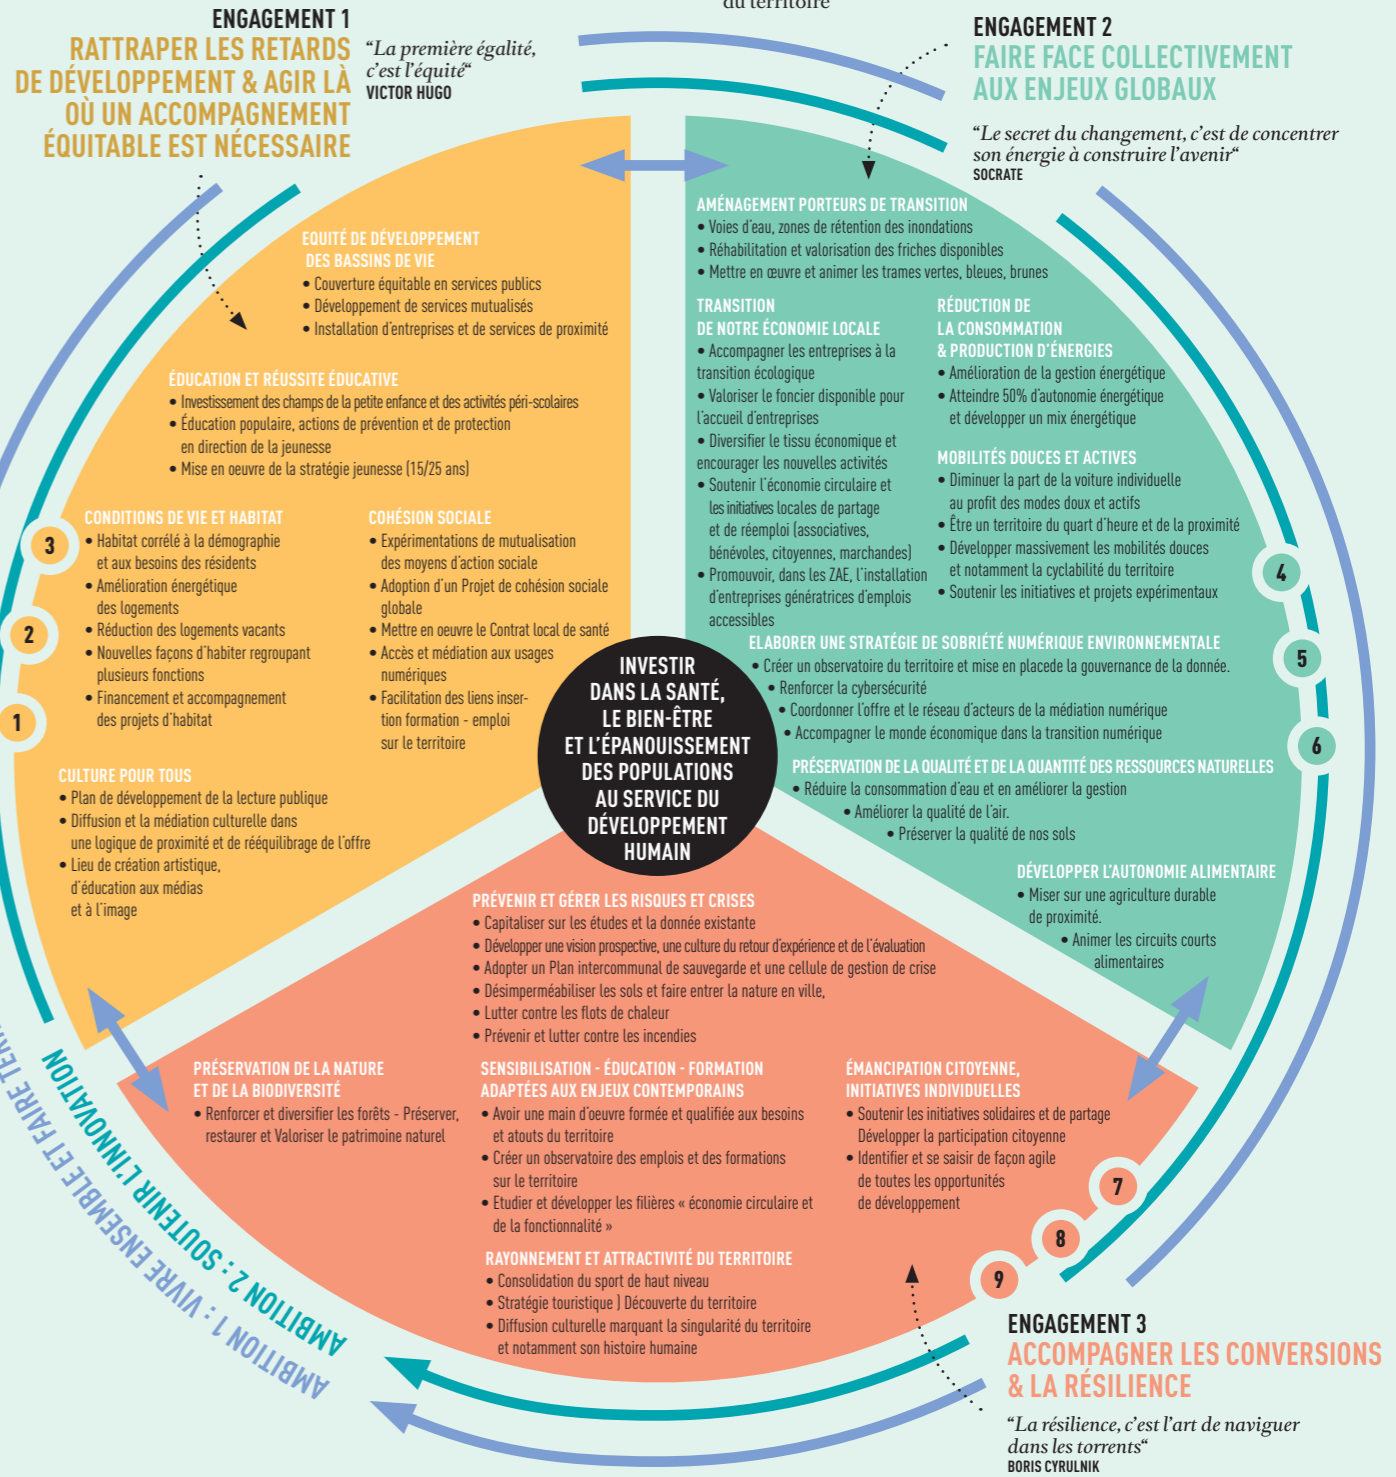 du territoire
ENGAGEMENT 1
RATTRAPER LES RETARDS
DE DÉVELOPPEMENT & AGIR LÀ
OÙ UN ACCOMPAGNEMENT
ÉQUITABLE EST NÉCESSAIRE
“La première égalité,
c’est l’équité“
VICTOR HUGO
ENGAGEMENT 2
FAIRE FACE COLLECTIVEMENT
AUX ENJEUX GLOBAUX
“Le secret du changement, c’est de concentrer
son énergie à construire l’avenir“
SOCRATE
EQUITÉ DE DÉVELOPPEMENT
DES BASSINS DE VIE
• Couverture équitable en services publics
• Développement de services mutualisés
• Installation d’entreprises et de services de proximité
ÉDUCATION ET RÉUSSITE ÉDUCATIVE
• Investissement des champs de la petite enfance et des activités péri-scolaires
• Éducation populaire, actions de prévention et de protection
en direction de la jeunesse
• Mise en oeuvre de la stratégie jeunesse (15/25 ans)
CONDITIONS DE VIE ET HABITAT
• Habitat corrélé à la démographie
et aux besoins des résidents
• Amélioration énergétique
des logements
• Réduction des logements vacants
• Nouvelles façons d’habiter regroupant
plusieurs fonctions
• Financement et accompagnement
des projets d’habitat
COHÉSION SOCIALE
• Expérimentations de mutualisation
des moyens d’action sociale
• Adoption d’un Projet de cohésion sociale
globale
• Mettre en oeuvre le Contrat local de santé
• Accès et médiation aux usages
numériques
• Facilitation des liens inser-
tion formation - emploi
sur le territoire
CULTURE POUR TOUS
• Plan de développement de la lecture publique
• Diffusion et la médiation culturelle dans
une logique de proximité et de rééquilibrage de l’offre
• Lieu de création artistique,
d’éducation aux médias
et à l’image
3
2
1
AMÉNAGEMENT PORTEURS DE TRANSITION
• Voies d’eau, zones de rétention des inondations
• Réhabilitation et valorisation des friches disponibles
• Mettre en œuvre et animer les trames vertes, bleues, brunes
TRANSITION
DE NOTRE ÉCONOMIE LOCALE
• Accompagner les entreprises à la
transition écologique
• Valoriser le foncier disponible pour
l’accueil d’entreprises
• Diversifier le tissu économique et
encourager les nouvelles activités
• Soutenir l’économie circulaire et
les initiatives locales de partage
et de réemploi (associatives,
bénévoles, citoyennes, marchandes)
• Promouvoir, dans les ZAE, l’installation
d’entreprises génératrices d’emplois
accessibles
RÉDUCTION DE
LA CONSOMMATION
& PRODUCTION D’ÉNERGIES
• Amélioration de la gestion énergétique
• Atteindre 50% d’autonomie énergétique
et développer un mix énergétique
MOBILITÉS DOUCES ET ACTIVES
• Diminuer la part de la voiture individuelle
au profit des modes doux et actifs
• Être un territoire du quart d’heure et de la proximité
• Développer massivement les mobilités douces
et notamment la cyclabilité du territoire
• Soutenir les initiatives et projets expérimentaux
ELABORER UNE STRATÉGIE DE SOBRIÉTÉ NUMÉRIQUE ENVIRONNEMENTALE
• Créer un observatoire du territoire et mise en placede la gouvernance de la donnée.
• Renforcer la cybersécurité
• Coordonner l’offre et le réseau d’acteurs de la médiation numérique
• Accompagner le monde économique dans la transition numérique
PRÉSERVATION DE LA QUALITÉ ET DE LA QUANTITÉ DES RESSOURCES NATURELLES
• Réduire la consommation d’eau et en améliorer la gestion
• Améliorer la qualité de l’air.
• Préserver la qualité de nos sols
DÉVELOPPER L’AUTONOMIE ALIMENTAIRE
• Miser sur une agriculture durable
de proximité.
• Animer les circuits courts
alimentaires
4
5
6
INVESTIR
DANS LA SANTÉ,
LE BIEN-ÊTRE
ET L’ÉPANOUISSEMENT
DES POPULATIONS
AU SERVICE DU
DÉVELOPPEMENT
HUMAIN
PRÉVENIR ET GÉRER LES RISQUES ET CRISES
• Capitaliser sur les études et la donnée existante
• Développer une vision prospective, une culture du retour d’expérience et de l’évaluation
• Adopter un Plan intercommunal de sauvegarde et une cellule de gestion de crise
• Désimperméabiliser les sols et faire entrer la nature en ville,
• Lutter contre les flots de chaleur
• Prévenir et lutter contre les incendies
PRÉSERVATION DE LA NATURE
ET DE LA BIODIVERSITÉ
• Renforcer et diversifier les forêts - Préserver,
restaurer et Valoriser le patrimoine naturel
SENSIBILISATION - ÉDUCATION - FORMATION
ADAPTÉES AUX ENJEUX CONTEMPORAINS
• Avoir une main d’oeuvre formée et qualifiée aux besoins
et atouts du territoire
• Créer un observatoire des emplois et des formations
sur le territoire
• Etudier et développer les filières « économie circulaire et
de la fonctionnalité »
ÉMANCIPATION CITOYENNE,
INITIATIVES INDIVIDUELLES
• Soutenir les initiatives solidaires et de partage
Développer la participation citoyenne
• Identifier et se saisir de façon agile
de toutes les opportunités
de développement
RAYONNEMENT ET ATTRACTIVITÉ DU TERRITOIRE
• Consolidation du sport de haut niveau
• Stratégie touristique ) Découverte du territoire
• Diffusion culturelle marquant la singularité du territoire
et notamment son histoire humaine
7
8
9
AMBITION 2 : SOUTENIR L’INNOVATION
AMBITION 1 : VIVRE ENSEMBLE ET FAIRE
ENGAGEMENT 3
ACCOMPAGNER LES CONVERSIONS
& LA RÉSILIENCE
“La résilience, c’est l’art de naviguer
dans les torrents“
BORIS CYRULNIK